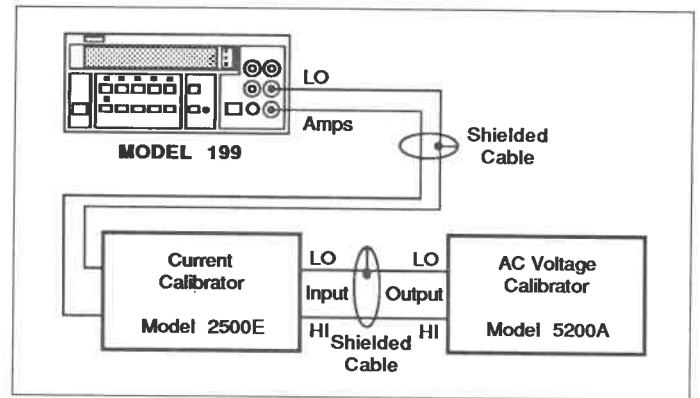 LO
Amps
MODEL 199
Shielded
Cable
Current
Calibrator
Model 2500E
LO
Input
HI
Shielded
Cable
LO
Output
HI
AC Voltage
Calibrator
Model 5200A